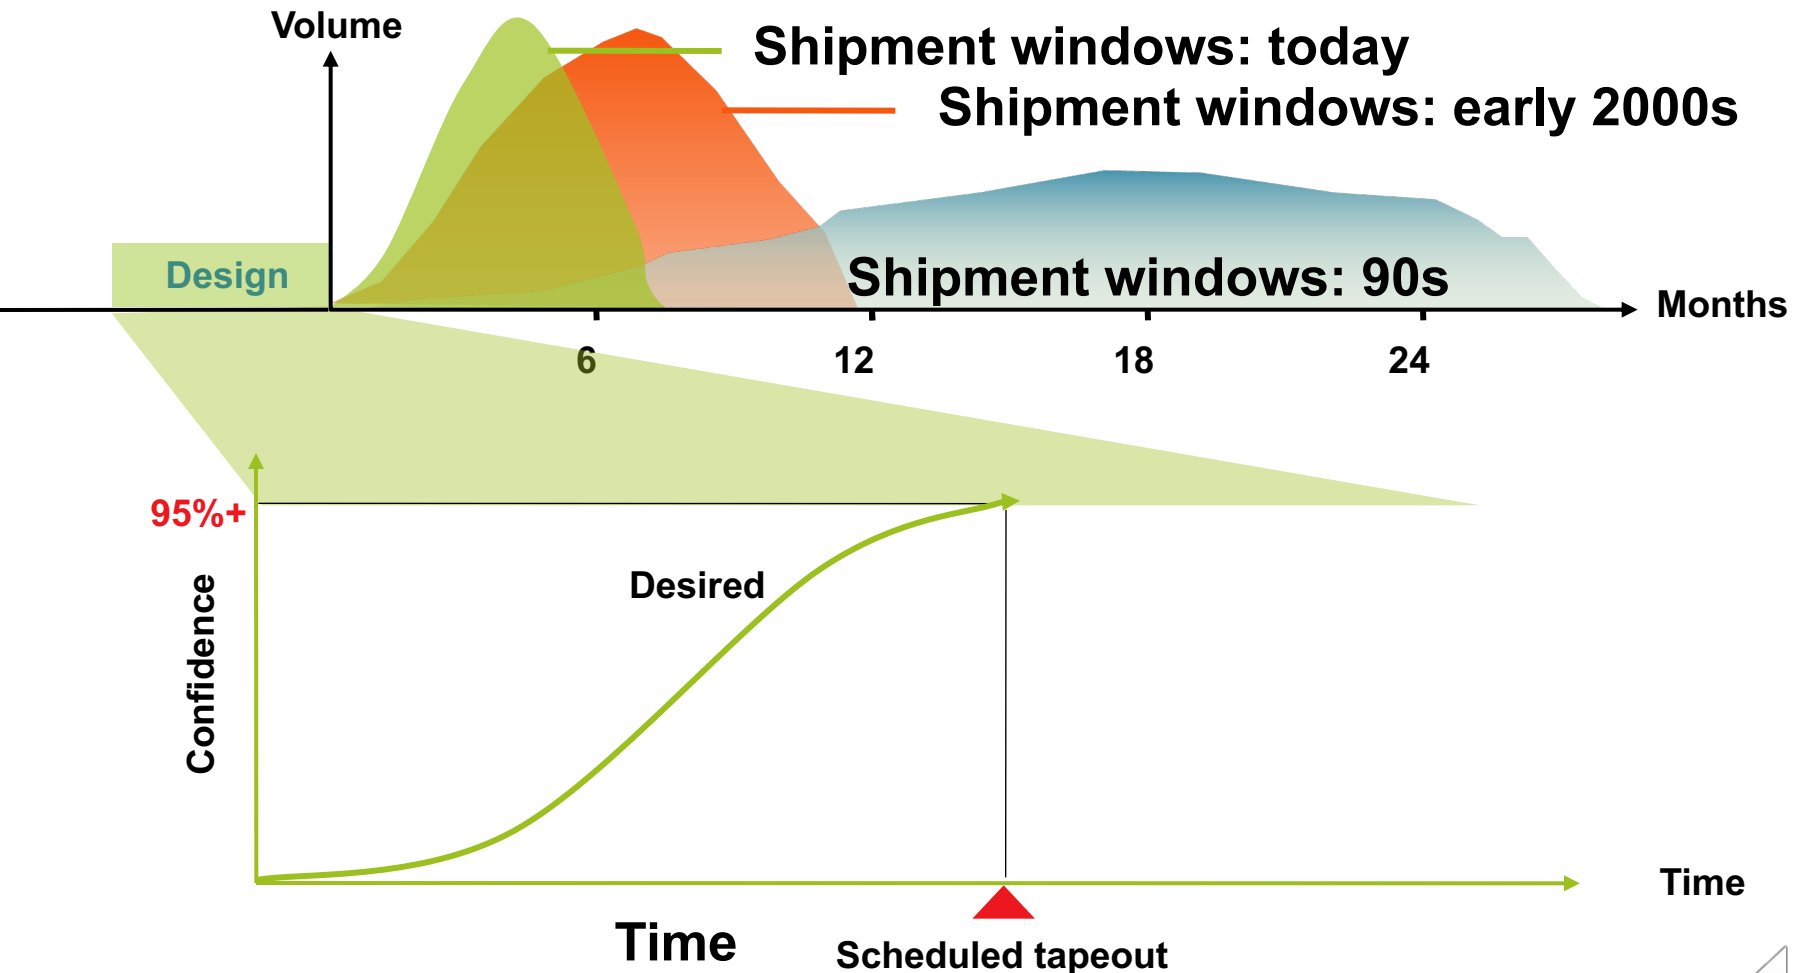 Volume
Shipment windows: today
Shipment windows: early 2000s
Design
Shipment windows: 90s
Months
6
12
18
24
95%+
Desired
Confidence
Time
Time
Scheduled tapeout